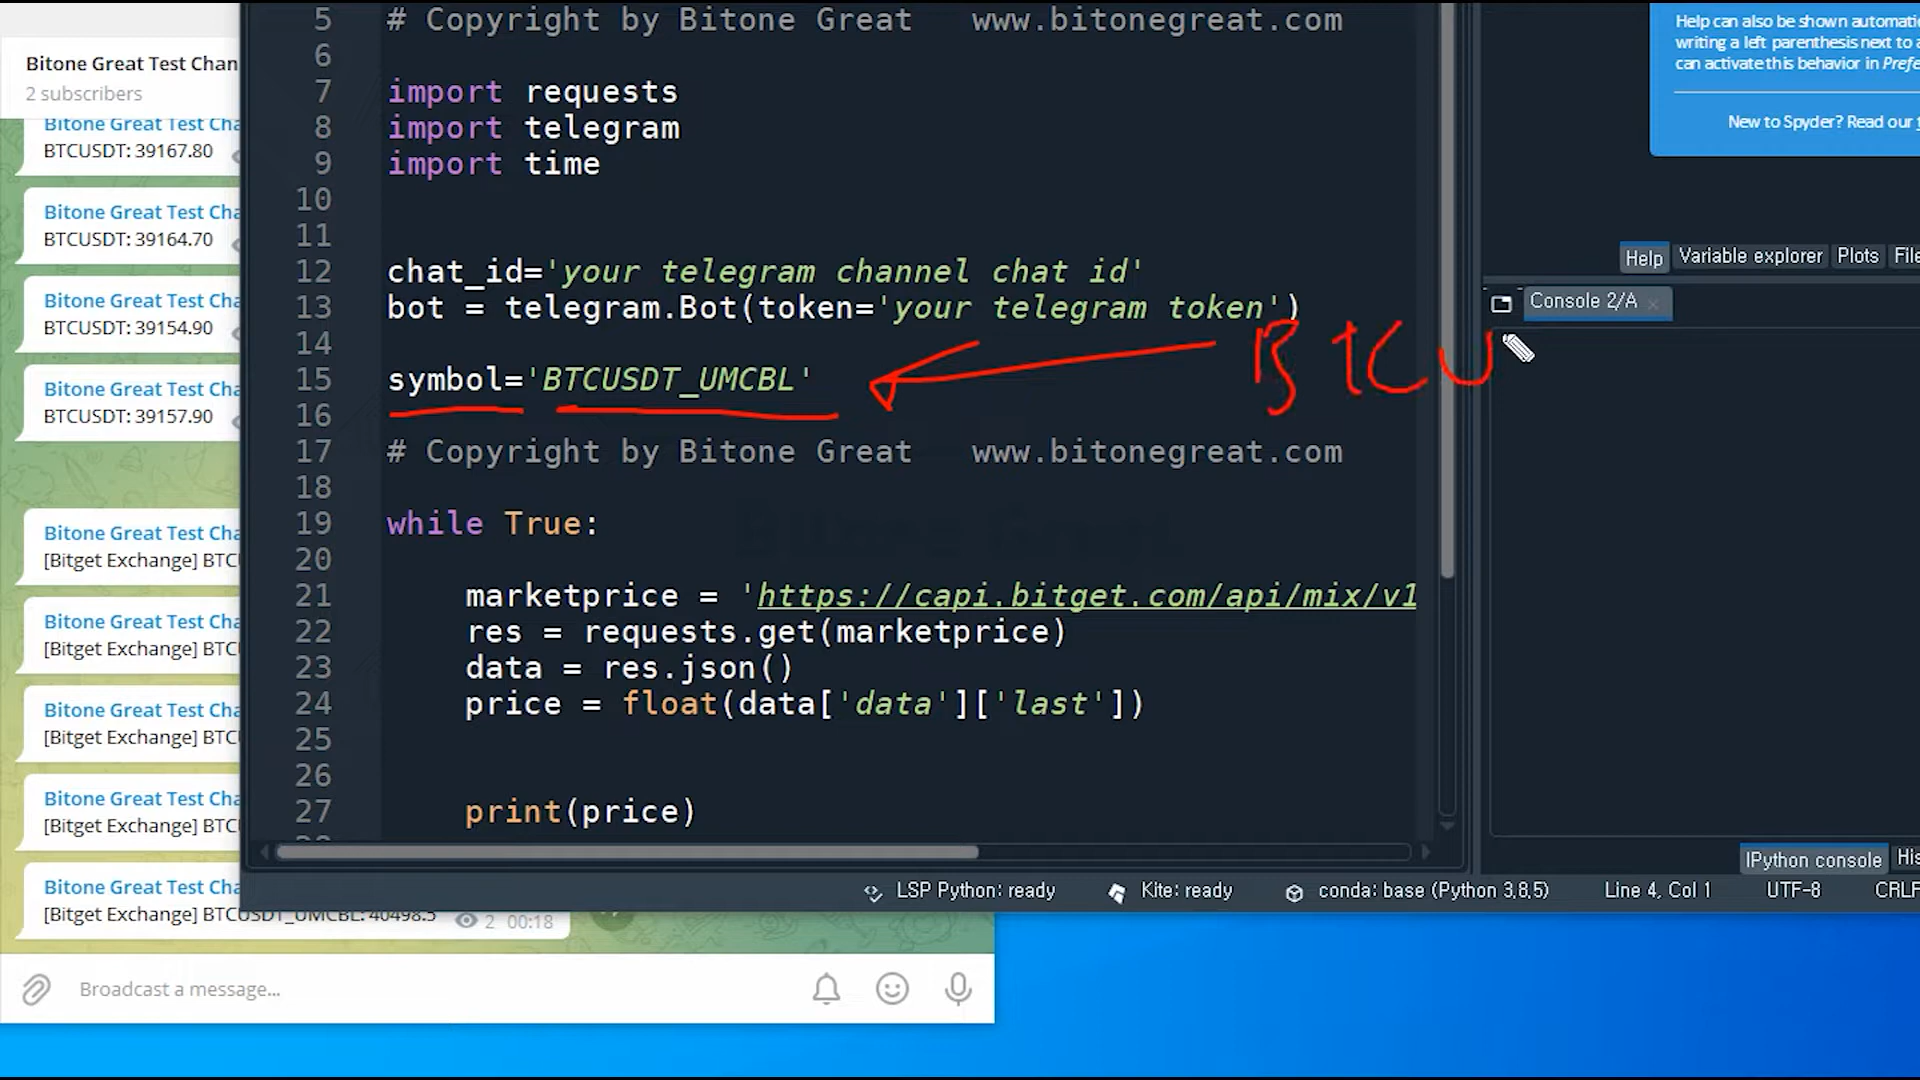 Bitone Great Test Chan
2 subscribers
Bitone Great Test Cha
BTCUSDT: 39167.80
Bitone Great Test Cha
BTCUSDT: 39164.70
Bitone Great Test Cha
BTCUSDT: 39154.90
Bitone Great Test Cha
BTCUSDT: 39157.90
Bitone Great Test Cha
[Bitget Exchange] BTC
Bitone Great Test Cha
[Bitget Exchange] BTC
Bitone Great Test Cha
[Bitget Exchange] BTC
Bitone Great Test Cha
[Bitget Exchange] BTC
Bitone Great Test Cha
[Bitget Exchange] BTCUSDT_UMCBL: 40498.5 2 00:18
Broadcast a message...
5 # Copyright by Bitone Great www.bitonegreat.com
6
7 import requests
8 import telegram
9 import time
10
11
12 chat_id='your telegram channel chat id'
13 bot = telegram.Bot(token='your telegram token')
14
15 symbol='BTCUSDT_UMCBL'
BTCU
16
17 # Copyright by Bitone Great www.bitonegreat.com
18
19 while True:
20
21 marketprice = 'https://capi.bitget.com/api/mix/v1
22 res = requests.get(marketprice)
23 data = res.json()
24 price = float(data['data']['last'])
25
26
27 print(price)
Help can also be shown automatic
writing a left parenthesis next to a
can activate this behavior in Prefe
New to Spyder? Read our t
Help Variable explorer Plots File
Console 2/A
IPython console His
LSP Python: ready Kite: ready conda: base (Python 3.8.5) Line 4, Col 1 UTF-8 CRLF